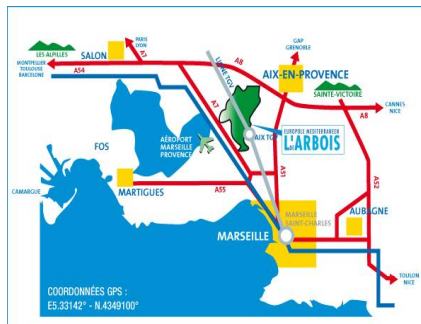 PARIS
LYON
GAP
GRENOBLE
LES ALPILLES
SALON
A7
A8
LIGNE TGV
MONTPELLIER
TOULOUSE
BARCELONE
A54
AIX-EN-PROVENCE
SAINTE-VICTOIRE
A7
CANNES
NICE
A8
EUROPOLE MEDITERRANEEN
L'ARBOIS
AIX TGV
AÉROPORT
MARSEILLE
PROVENCE
FOS
A51
A52
CAMARGUE
MARTIGUES
A55
AUBAGNE
MARSEILLE
SAINT-CHARLES
MARSEILLE
TOULON
NICE
COORDONNÉES GPS :
E5.33142° - N.4349100°